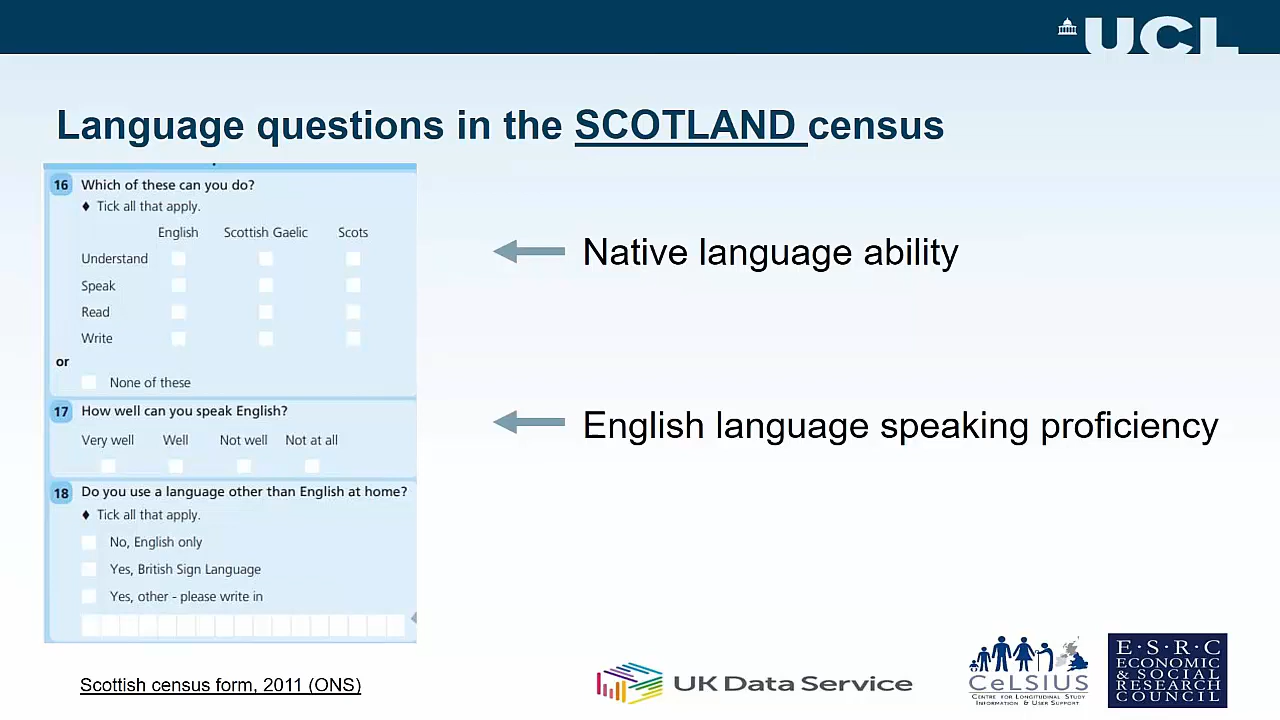 UCL
Language questions in the SCOTLAND census
16 Which of these can you do?
♦ Tick all that apply.
English Scottish Gaelic Scots
Understand
Speak
Read
Write
or
None of these
17 How well can you speak English?
Very well Well Not well Not at all
18 Do you use a language other than English at home?
♦ Tick all that apply.
No, English only
Yes, British Sign Language
Yes, other - please write in
Native language ability
English language speaking proficiency
Scottish census form, 2011 (ONS)
UK Data Service
CeLSIUS
Centre for Longitudinal Study
Information & User Support
E·S·R·C
ECONOMIC
& SOCIAL
RESEARCH
COUNCIL